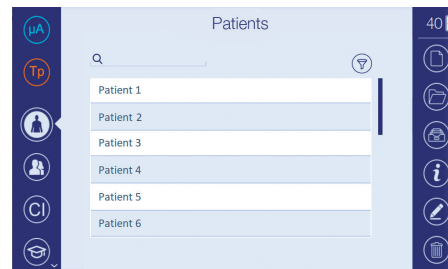 Patients
40
µA
Tp
CI
Patient 1
Patient 2
Patient 3
Patient 4
Patient 5
Patient 6
i